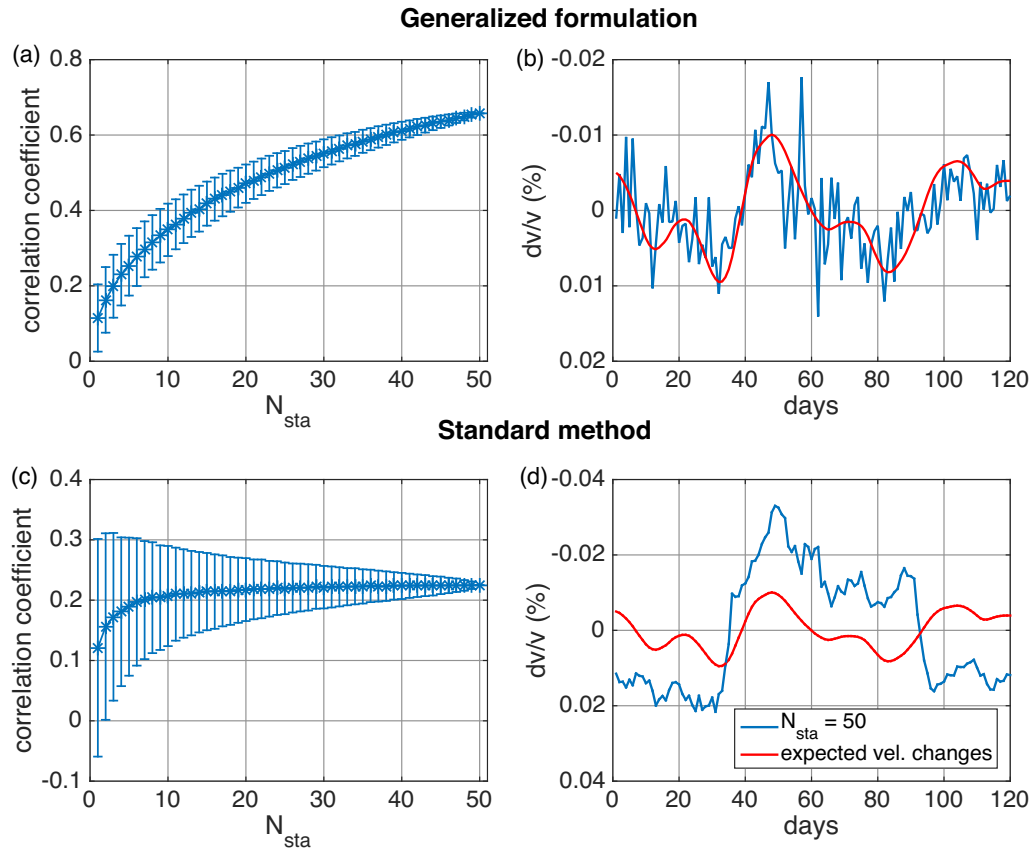 Generalized formulation
(a)
correlation coefficient
0.8
0.6
0.4
0.2
0
0 10 20 30 40 50
N_sta
(b)
dv/v (%)
-0.02
-0.01
0
0.01
0.02
0 20 40 60 80 100 120
days
Standard method
(c)
correlation coefficient
0.4
0.3
0.2
0.1
0
-0.1
0 10 20 30 40 50
N_sta
(d)
dv/v (%)
-0.04
-0.02
0
0.02
0.04
0 20 40 60 80 100 120
days
N_sta = 50
expected vel. changes